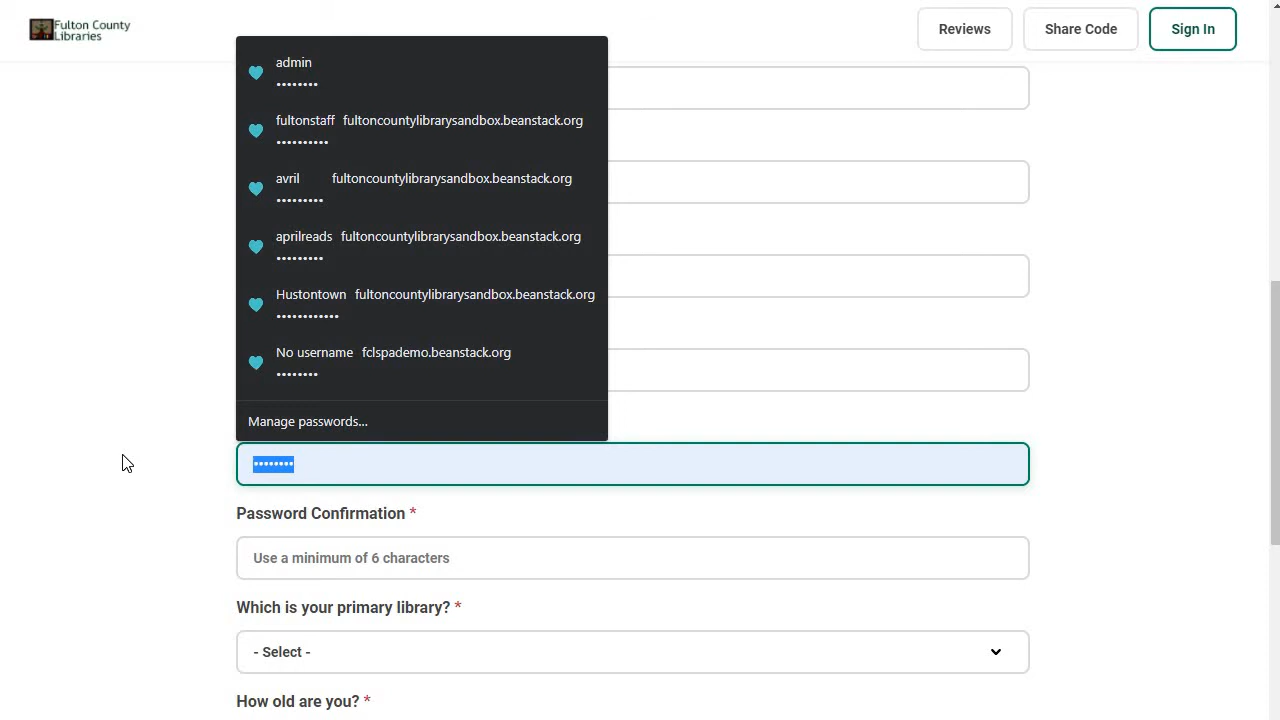 Fulton County
Libraries
Reviews
Share Code
Sign In
admin
••••••••
fultonstaff fultoncountylibrarysandbox.beanstack.org
••••••••••
avril fultoncountylibrarysandbox.beanstack.org
•••••••••
aprilreads fultoncountylibrarysandbox.beanstack.org
•••••••••
Hustontown fultoncountylibrarysandbox.beanstack.org
••••••••••••
No username fclspademo.beanstack.org
••••••••
Manage passwords...
••••••••
Password Confirmation *
Use a minimum of 6 characters
Which is your primary library? *
- Select -
How old are you? *